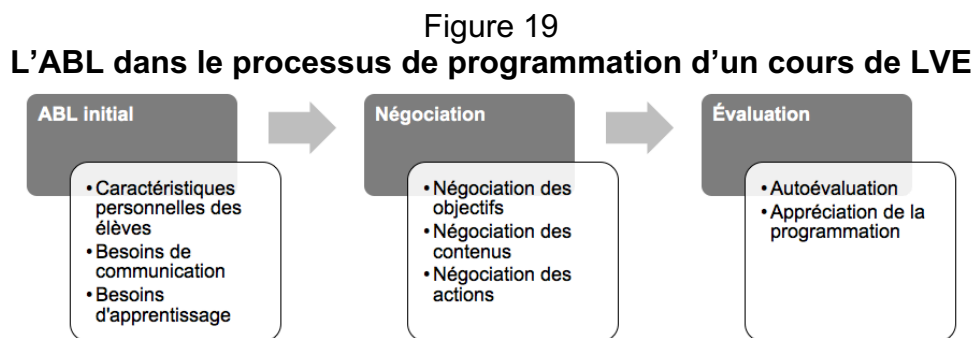 Figure 19
L’ABL dans le processus de programmation d’un cours de LVE
ABL initial
• Caractéristiques
personnelles des
élèves
• Besoins de
communication
• Besoins
d'apprentissage
Négociation
• Négociation des
objectifs
• Négociation des
contenus
• Négociation des
actions
Évaluation
• Autoévaluation
• Appréciation de la
programmation